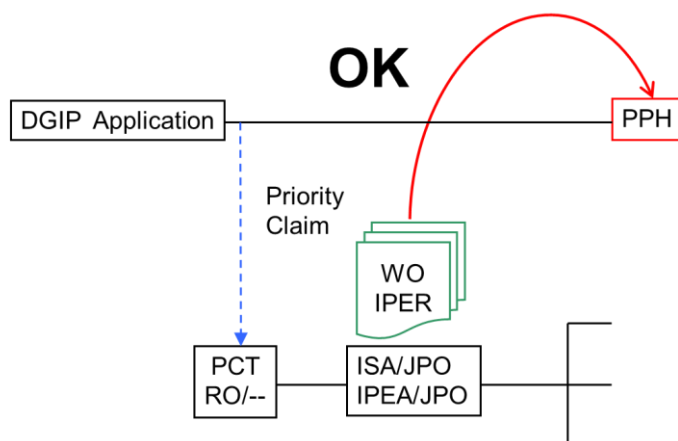 OK
DGIP Application
PPH
Priority
Claim
WO
IPER
PCT
RO/--
ISA/JPO
IPEA/JPO